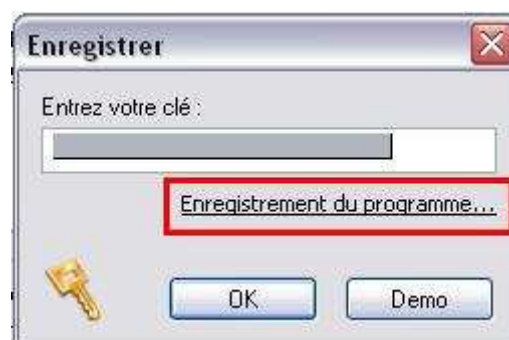 Enregistrer
Entrez votre clé :
Enregistrement du programme...
OK
Demo